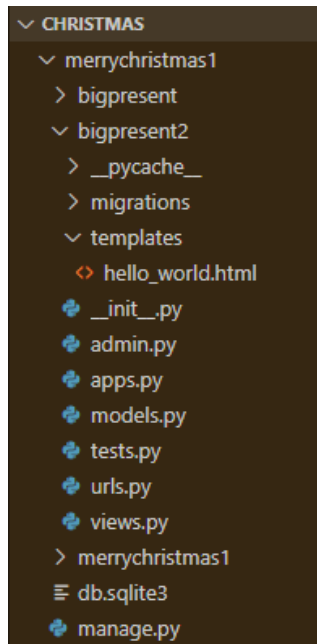 CHRISTMAS
merrychristmas1
bigpresent
bigpresent2
__pycache__
migrations
templates
hello_world.html
__init__.py
admin.py
apps.py
models.py
tests.py
urls.py
views.py
merrychristmas1
db.sqlite3
manage.py